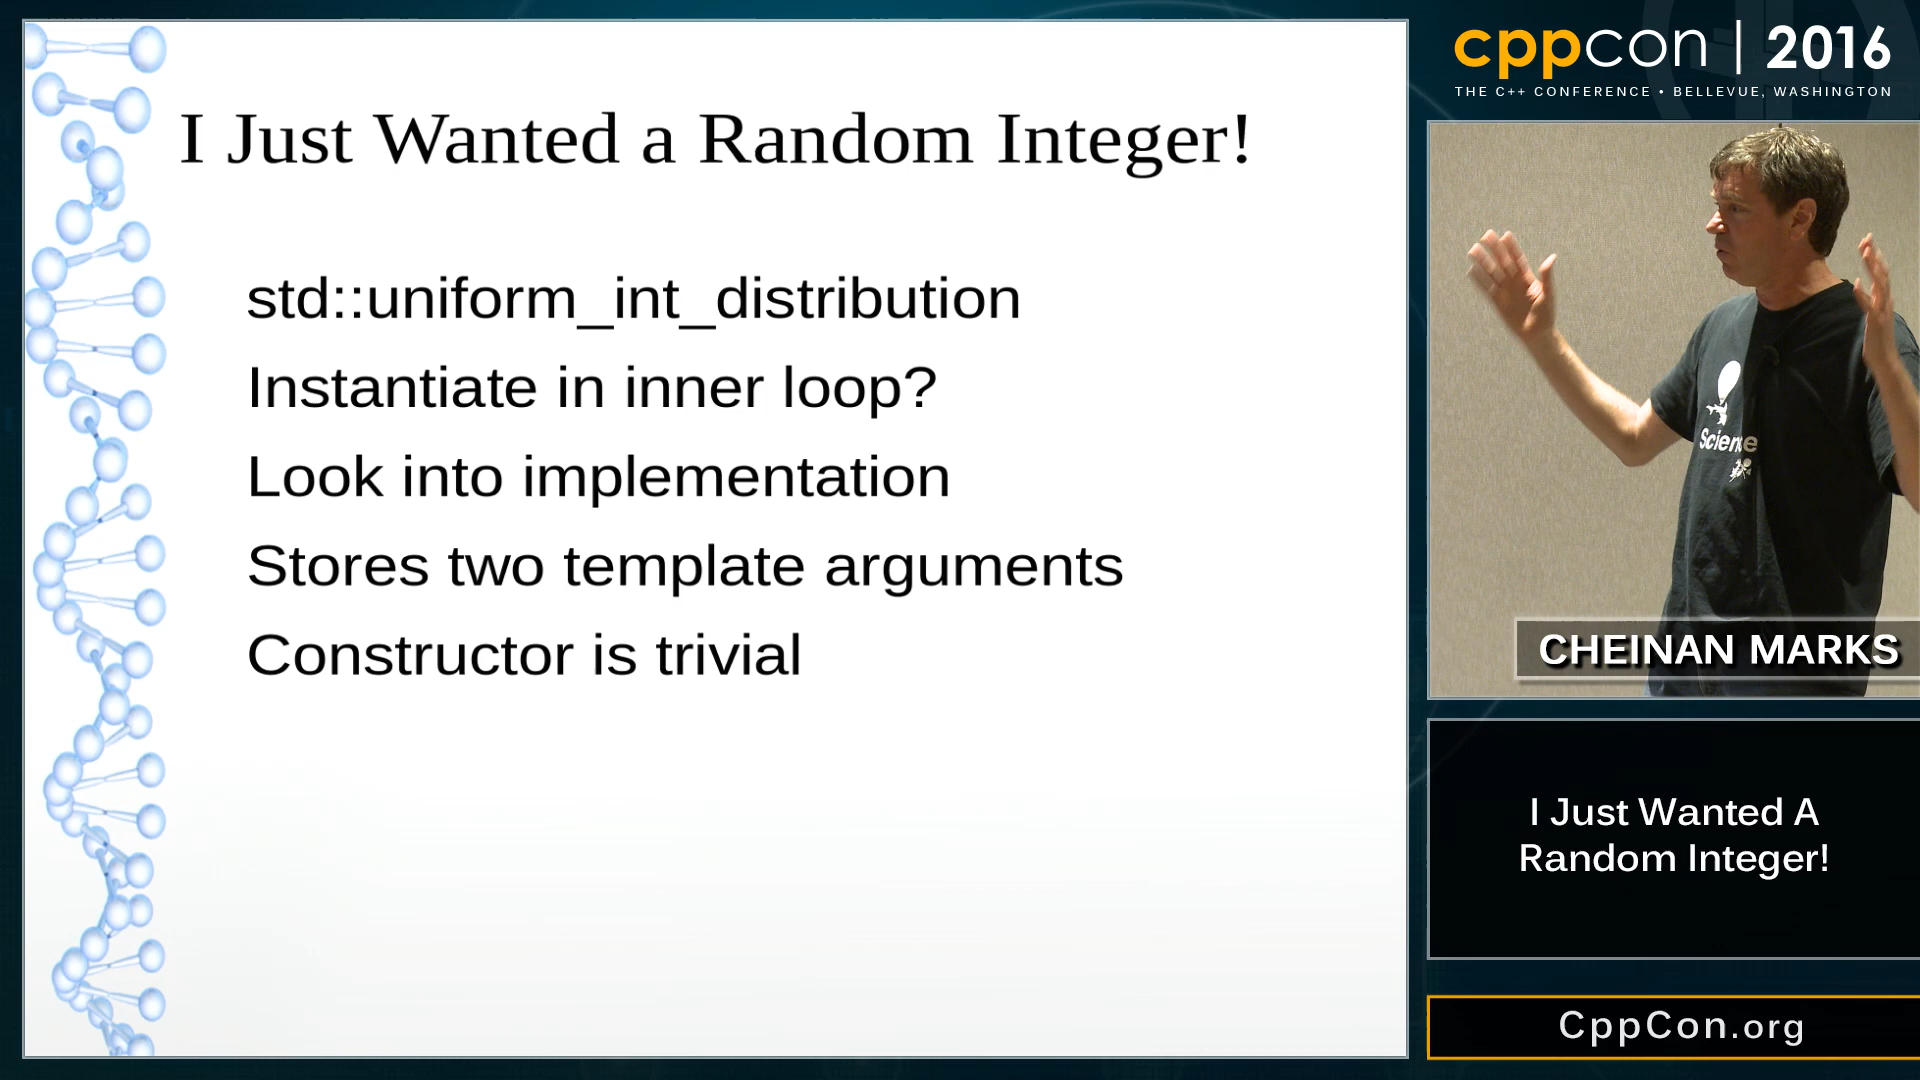 I Just Wanted a Random Integer!
std::uniform_int_distribution
Instantiate in inner loop?
Look into implementation
Stores two template arguments
Constructor is trivial
cppcon | 2016
THE C++ CONFERENCE • BELLEVUE, WASHINGTON
Science
CHEINAN MARKS
I Just Wanted A
Random Integer!
CppCon.org